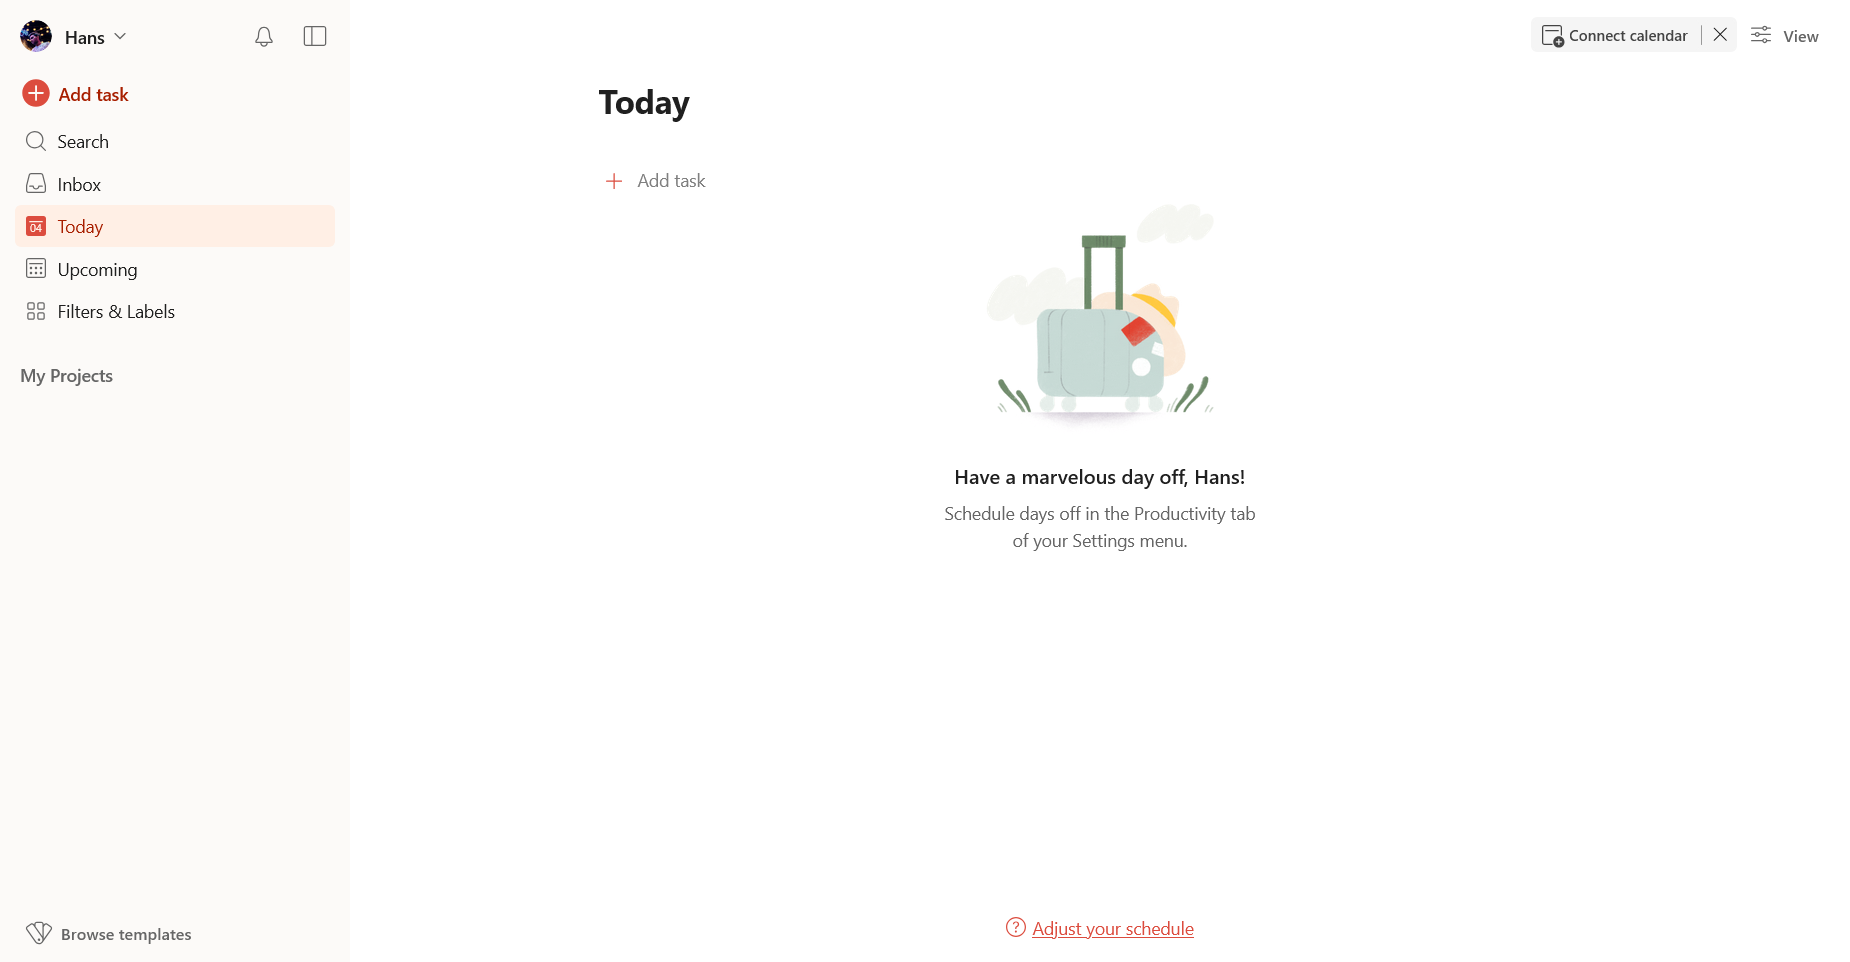 Hans
Add task
Search
Inbox
04
Today
Upcoming
Filters & Labels
My Projects
Browse templates
Connect calendar
View
Today
Add task
Have a marvelous day off, Hans!
Schedule days off in the Productivity tab
of your Settings menu.
? Adjust your schedule